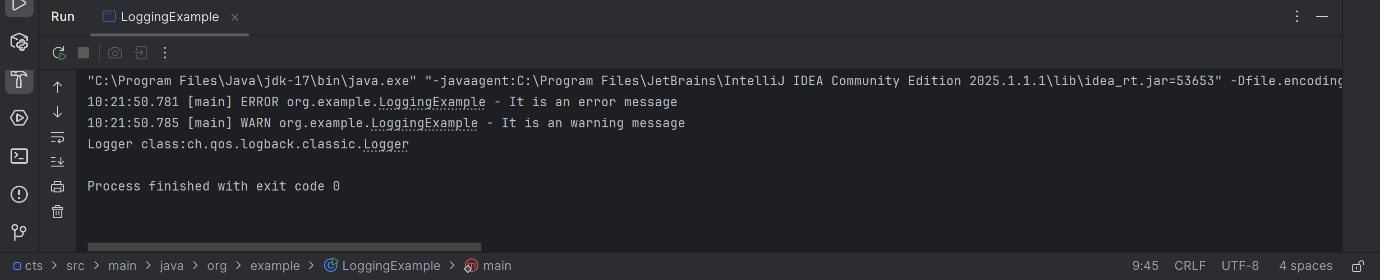 Run LoggingExample ×
"C:\Program Files\Java\jdk-17\bin\java.exe" "-javaagent:C:\Program Files\JetBrains\IntelliJ IDEA Community Edition 2025.1.1.1\lib\idea_rt.jar=53653" -Dfile.encoding
10:21:50.781 [main] ERROR org.example.LoggingExample - It is an error message
10:21:50.785 [main] WARN org.example.LoggingExample - It is an warning message
Logger class:ch.qos.logback.classic.Logger
Process finished with exit code 0
cts > src > main > java > org > example > LoggingExample > main 9:45 CRLF UTF-8 4 spaces